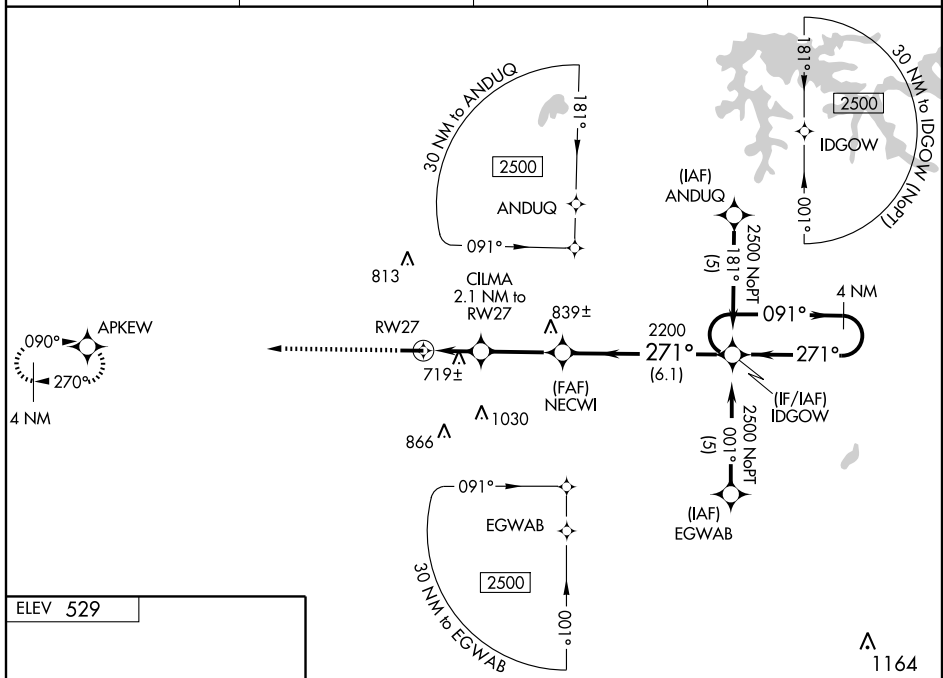 30 NM to ANDUQ
181°
2500
ANDUQ
091°
181°
30 NM to IDGOW (NoPT)
2500
IDGOW
001°
(IAF)
ANDUQ
2500 NoPT
181°
(5)
813
CILMA
2.1 NM to
RW27
839±
2200
271°
(6.1)
091°
4 NM
271°
APKEW
090°
270°
4 NM
RW27
719±
(FAF)
NECWI
(IF/IAF)
IDGOW
1030
866
2500 NoPT
001°
(5)
(IAF)
EGWAB
091°
EGWAB
2500
30 NM to EGWAB
001°
ELEV 529
1164